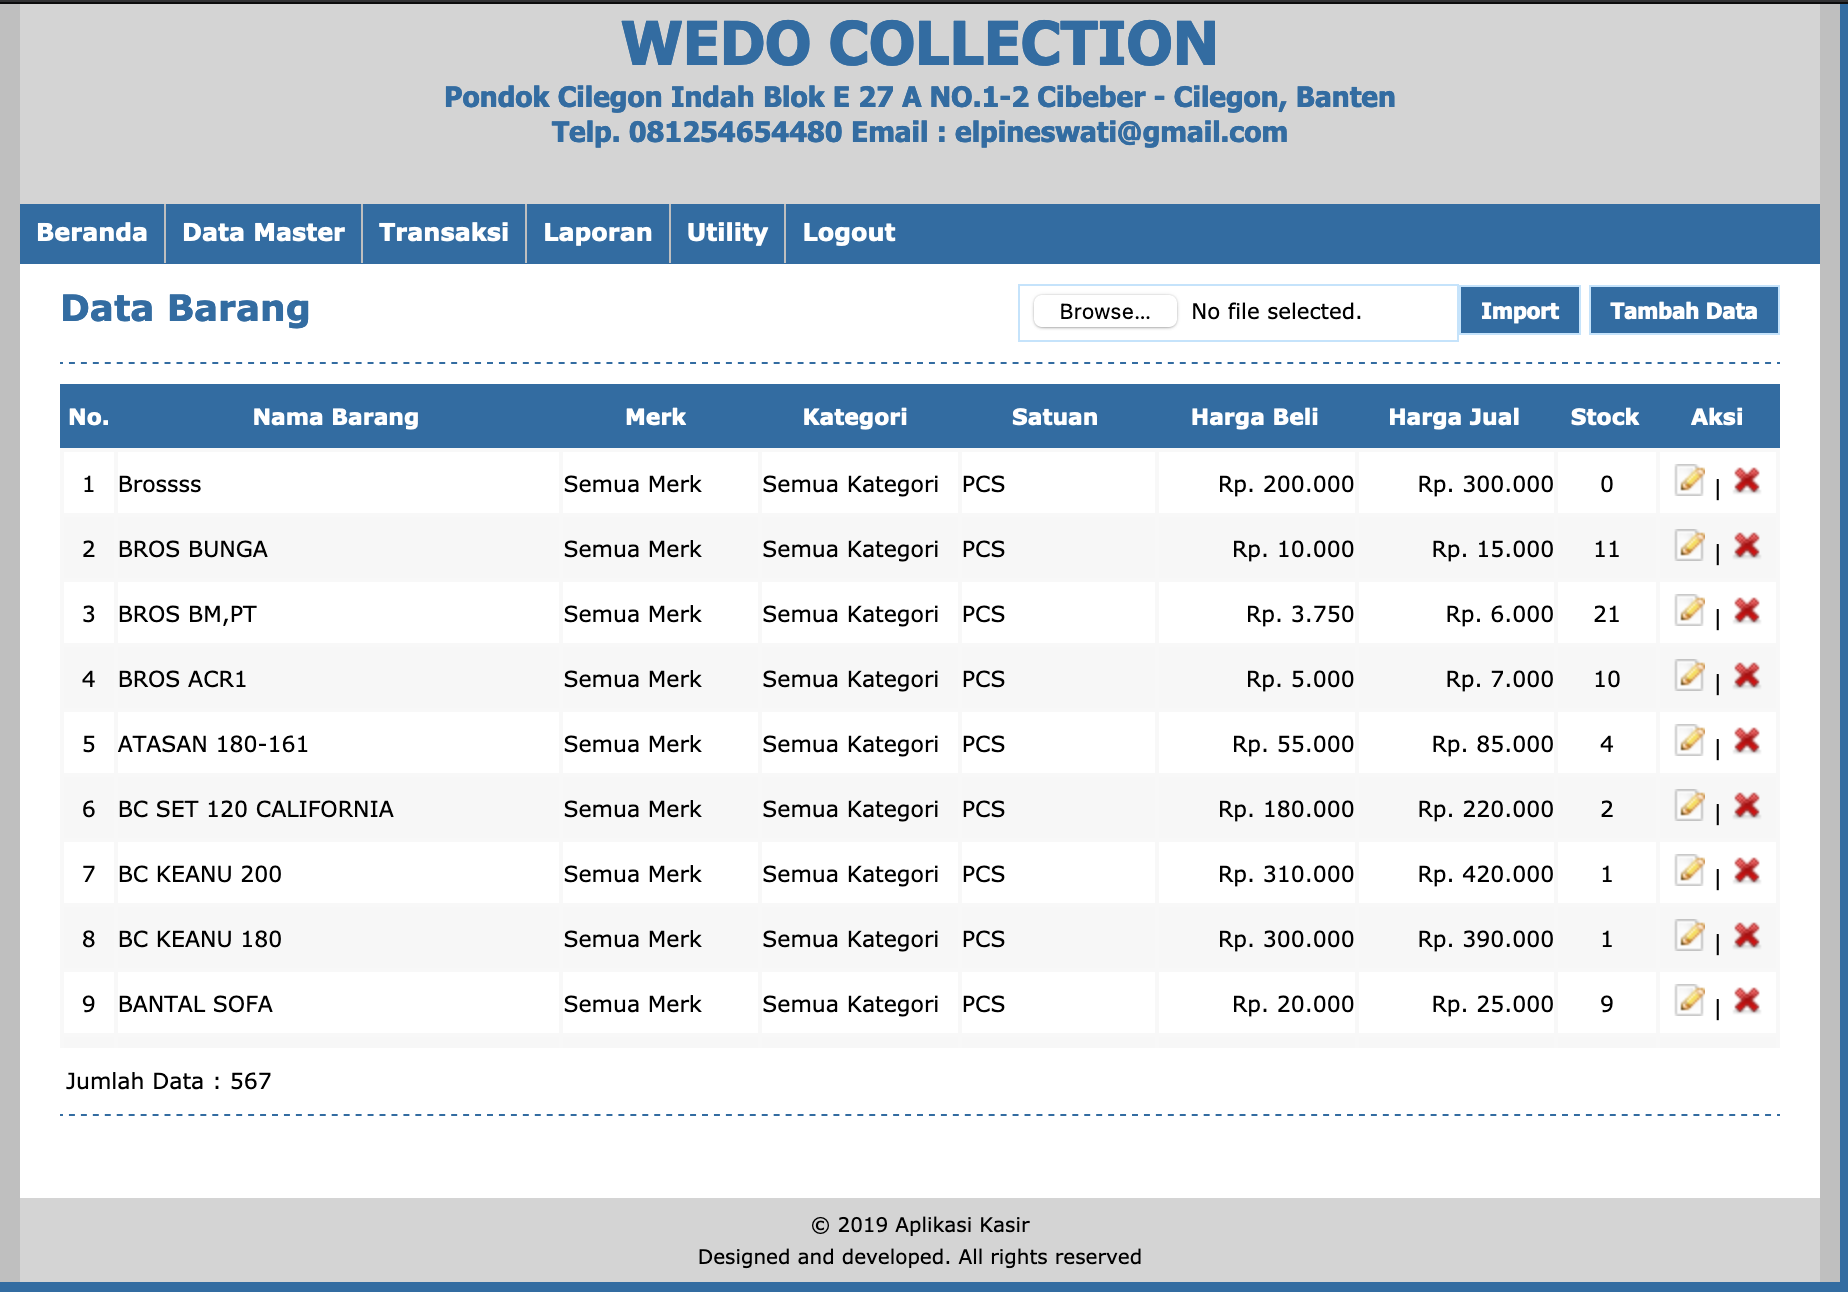 WEDO COLLECTION
Pondok Cilegon Indah Blok E 27 A NO.1-2 Cibeber - Cilegon, Banten
Telp. 081254654480 Email : elpineswati@gmail.com
Beranda Data Master Transaksi Laporan Utility Logout
Data Barang Browse... No file selected. Import Tambah Data
No. Nama Barang Merk Kategori Satuan Harga Beli Harga Jual Stock Aksi
1 Brossss Semua Merk Semua Kategori PCS Rp. 200.000 Rp. 300.000 0 |
2 BROS BUNGA Semua Merk Semua Kategori PCS Rp. 10.000 Rp. 15.000 11 |
3 BROS BM,PT Semua Merk Semua Kategori PCS Rp. 3.750 Rp. 6.000 21 |
4 BROS ACR1 Semua Merk Semua Kategori PCS Rp. 5.000 Rp. 7.000 10 |
5 ATASAN 180-161 Semua Merk Semua Kategori PCS Rp. 55.000 Rp. 85.000 4 |
6 BC SET 120 CALIFORNIA Semua Merk Semua Kategori PCS Rp. 180.000 Rp. 220.000 2 |
7 BC KEANU 200 Semua Merk Semua Kategori PCS Rp. 310.000 Rp. 420.000 1 |
8 BC KEANU 180 Semua Merk Semua Kategori PCS Rp. 300.000 Rp. 390.000 1 |
9 BANTAL SOFA Semua Merk Semua Kategori PCS Rp. 20.000 Rp. 25.000 9 |
Jumlah Data : 567
© 2019 Aplikasi Kasir
Designed and developed. All rights reserved